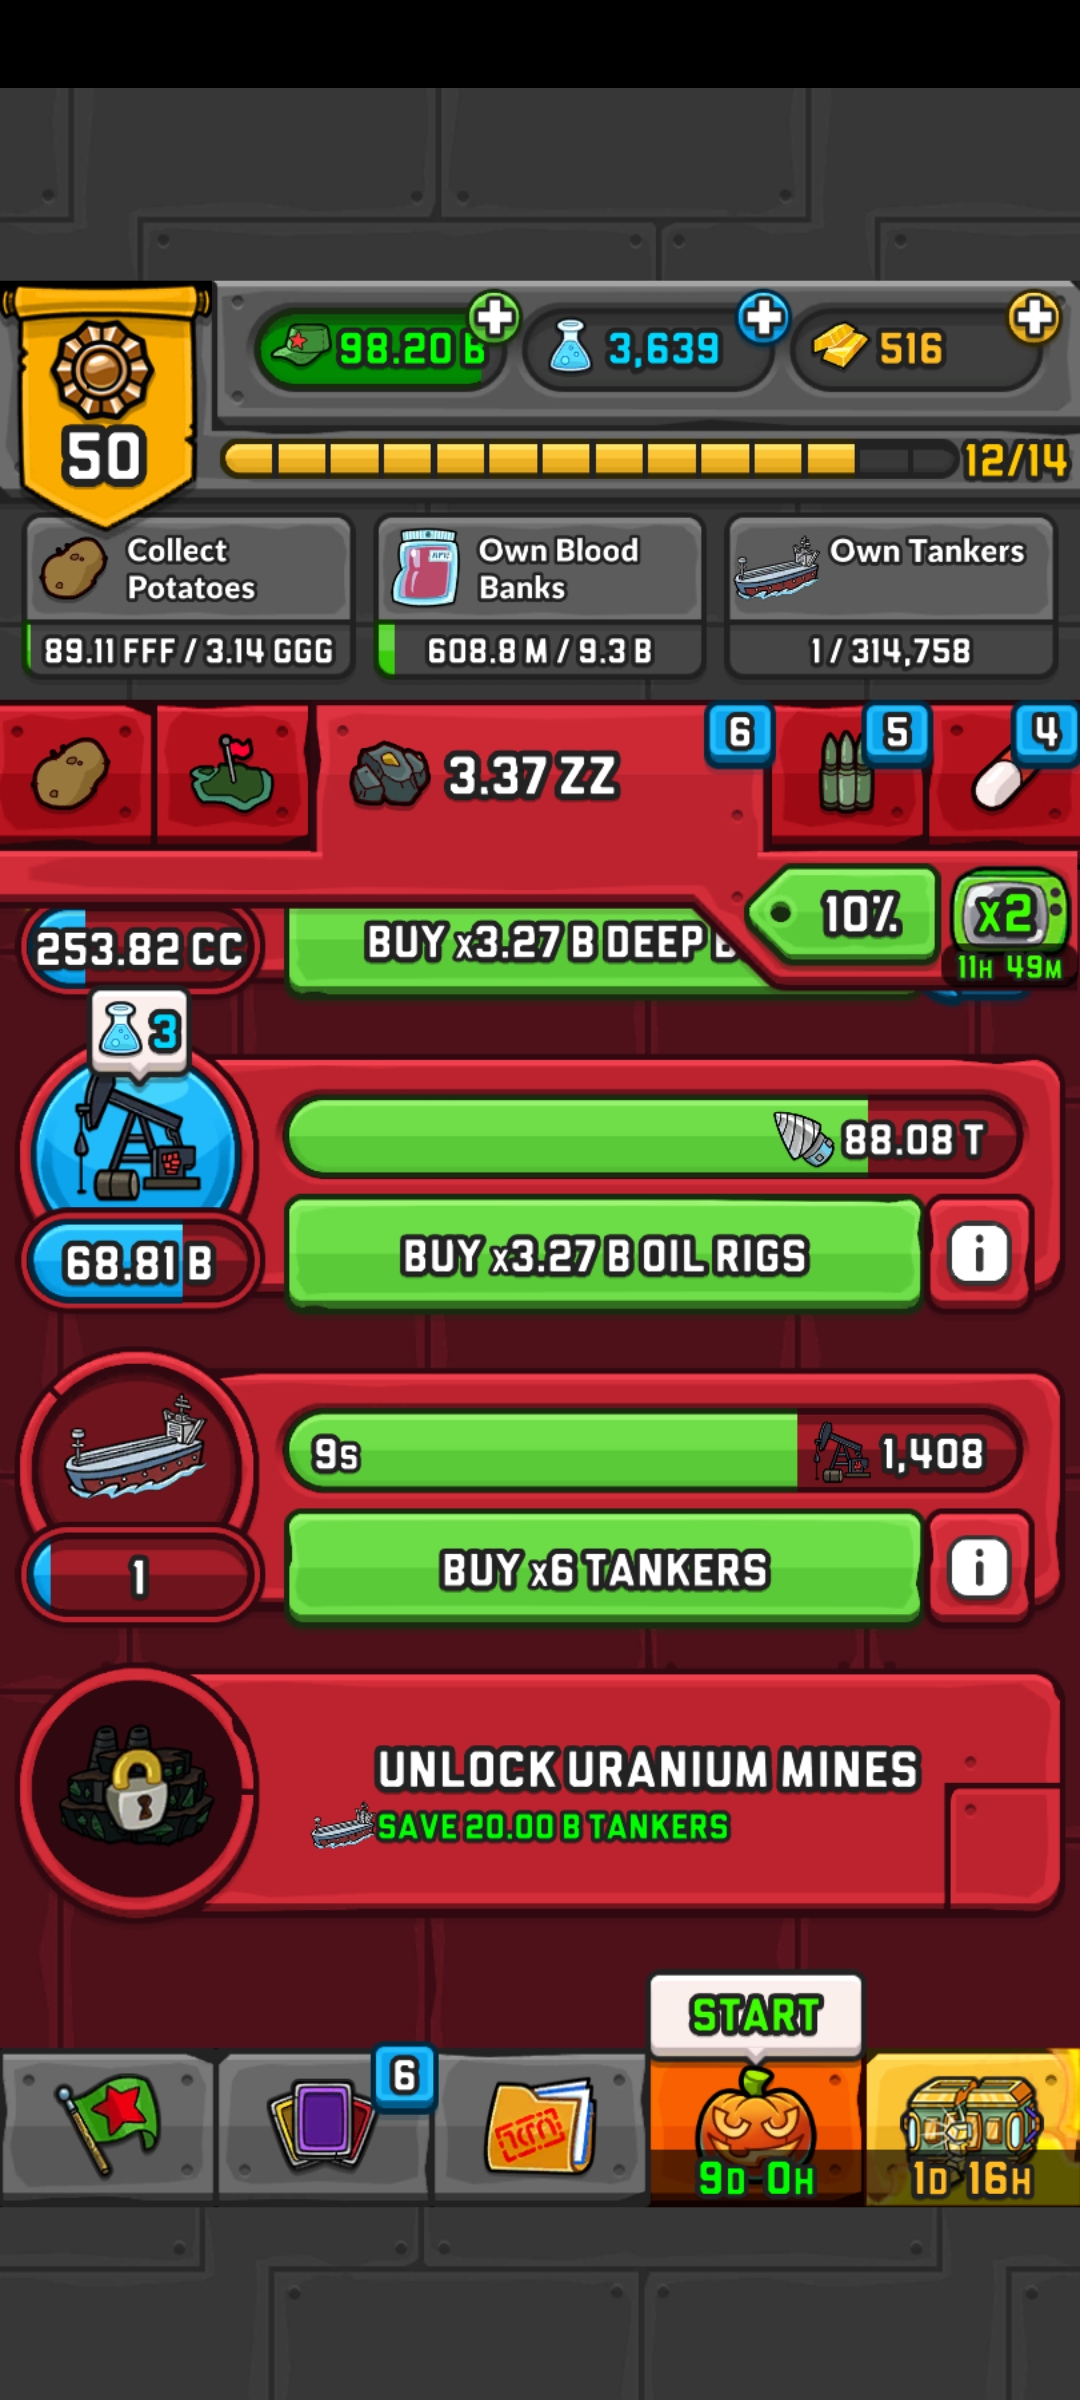 50
98.20 B
3,639
516
12/14
Collect
Potatoes
89.11 FFF / 3.14 GGG
Own Blood
Banks
608.8 M / 9.3 B
Own Tankers
1 / 314,758
3.37 ZZ
6
5
4
10%
x2
11H 49M
253.82 CC
BUY x3.27 B DEEP
3
88.08 T
68.81 B
BUY x3.27 B OIL RIGS
i
9s
1,408
1
BUY x6 TANKERS
i
UNLOCK URANIUM MINES
SAVE 20.00 B TANKERS
START
6
9D 0H
1D 16H